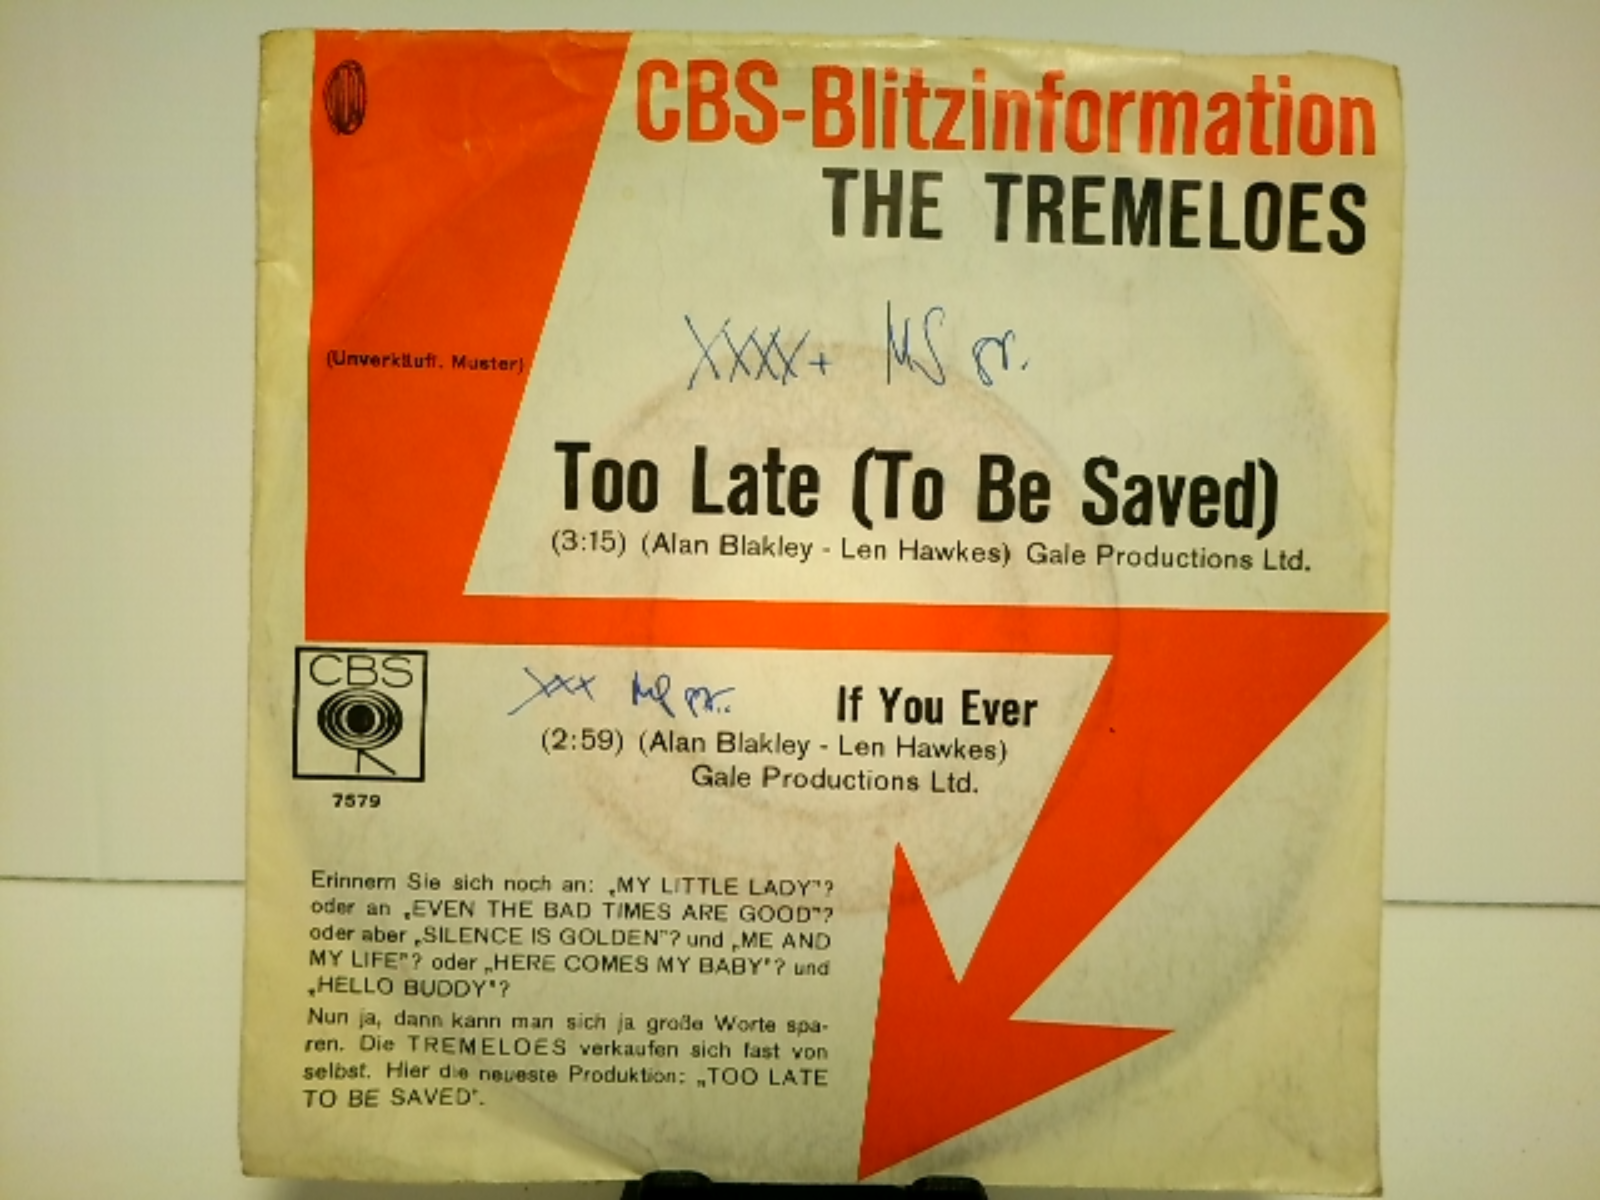 CBS-Blitzinformation
THE TREMELOES
(Unverkäufl. Muster)
XXXX+ MS pr.
Too Late (To Be Saved)
(3:15) (Alan Blakley - Len Hawkes) Gale Productions Ltd.
CBS
7579
xxx pr..
If You Ever
(2:59) (Alan Blakley - Len Hawkes)
Gale Productions Ltd.
Erinnern Sie sich noch an: „MY LITTLE LADY"?
oder an „EVEN THE BAD TIMES ARE GOOD"?
oder aber „SILENCE IS GOLDEN"? und „ME AND
MY LIFE"? oder „HERE COMES MY BABY"? und
„HELLO BUDDY"?
Nun ja, dann kann man sich ja große Worte spa-
ren. Die TREMELOES verkaufen sich fast von
selbst. Hier die neueste Produktion: „TOO LATE
TO BE SAVED".